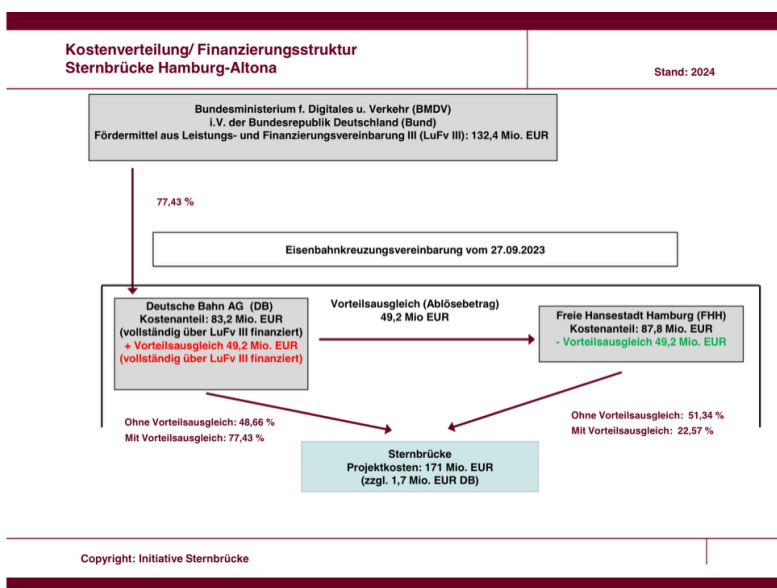 Kostenverteilung/ Finanzierungsstruktur
Sternbrücke Hamburg-Altona
Stand: 2024
Bundesministerium f. Digitales u. Verkehr (BMDV)
i.V. der Bundesrepublik Deutschland (Bund)
Fördermittel aus Leistungs- und Finanzierungsvereinbarung III (LuFv III): 132,4 Mio. EUR
77,43 %
Eisenbahnkreuzungsvereinbarung vom 27.09.2023
Deutsche Bahn AG (DB)
Kostenanteil: 83,2 Mio. EUR
(vollständig über LuFv III finanziert)
+ Vorteilsausgleich 49,2 Mio. EUR
(vollständig über LuFv III finanziert)
Vorteilsausgleich (Ablösebetrag)
49,2 Mio EUR
Freie Hansestadt Hamburg (FHH)
Kostenanteil: 87,8 Mio. EUR
- Vorteilsausgleich 49,2 Mio. EUR
Ohne Vorteilsausgleich: 48,66 %
Mit Vorteilsausgleich: 77,43 %
Ohne Vorteilsausgleich: 51,34 %
Mit Vorteilsausgleich: 22,57 %
Sternbrücke
Projektkosten: 171 Mio. EUR
(zzgl. 1,7 Mio. EUR DB)
Copyright: Initiative Sternbrücke